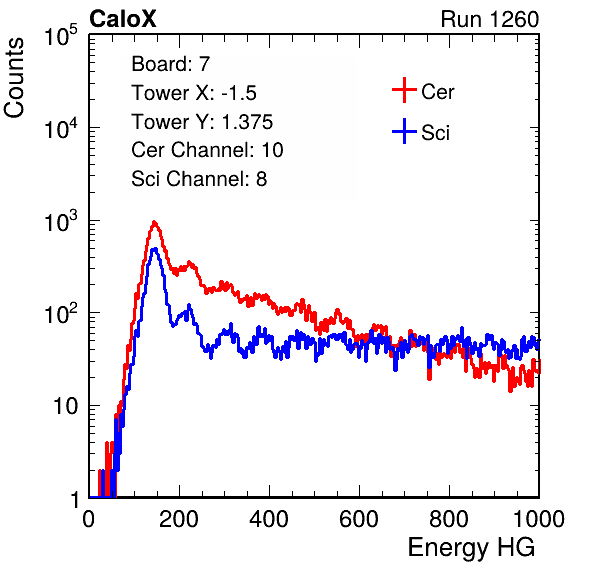 CaloX Run 1260
Counts
10^5
10^4
10^3
10^2
10
1
Board: 7
Tower X: -1.5
Tower Y: 1.375
Cer Channel: 10
Sci Channel: 8
Cer
Sci
0 200 400 600 800 1000
Energy HG